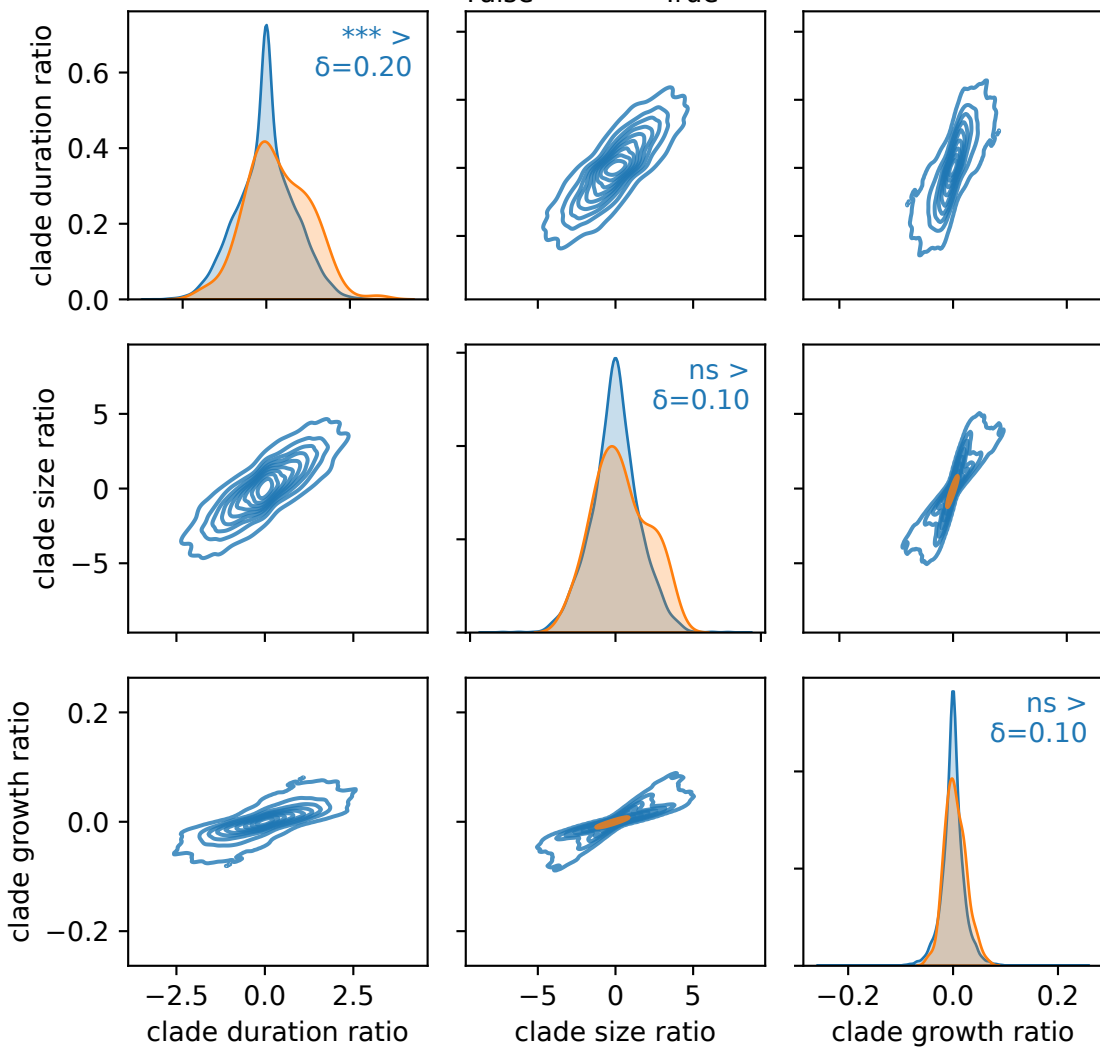 True
*** >
δ=0.20
clade duration ratio
0.6
0.4
0.2
0.0
ns >
δ=0.10
clade size ratio
5
0
−5
ns >
δ=0.10
clade growth ratio
0.2
0.0
−0.2
−2.5 0.0 2.5
−5 0 5
−0.2 0.0 0.2
clade duration ratio
clade size ratio
clade growth ratio